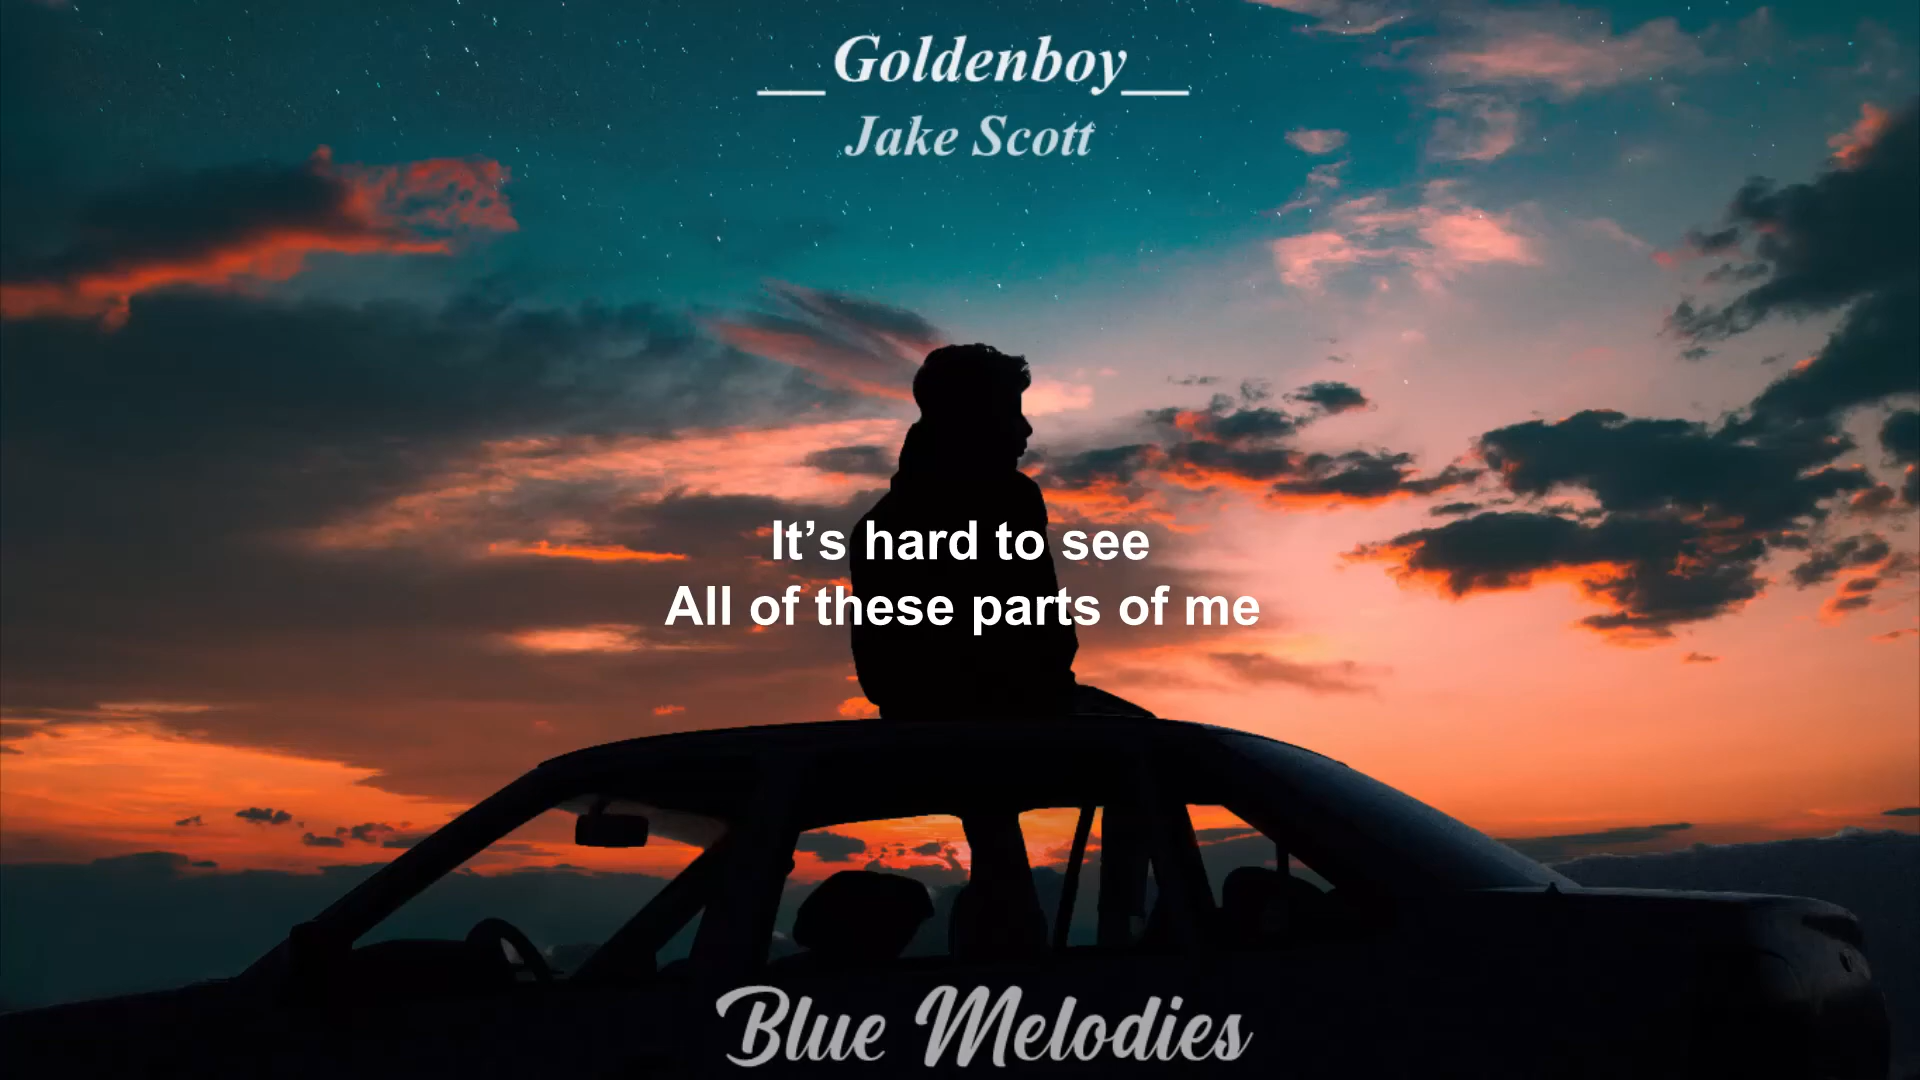 __Goldenboy__
Jake Scott
It’s hard to see
All of these parts of me
Blue Melodies